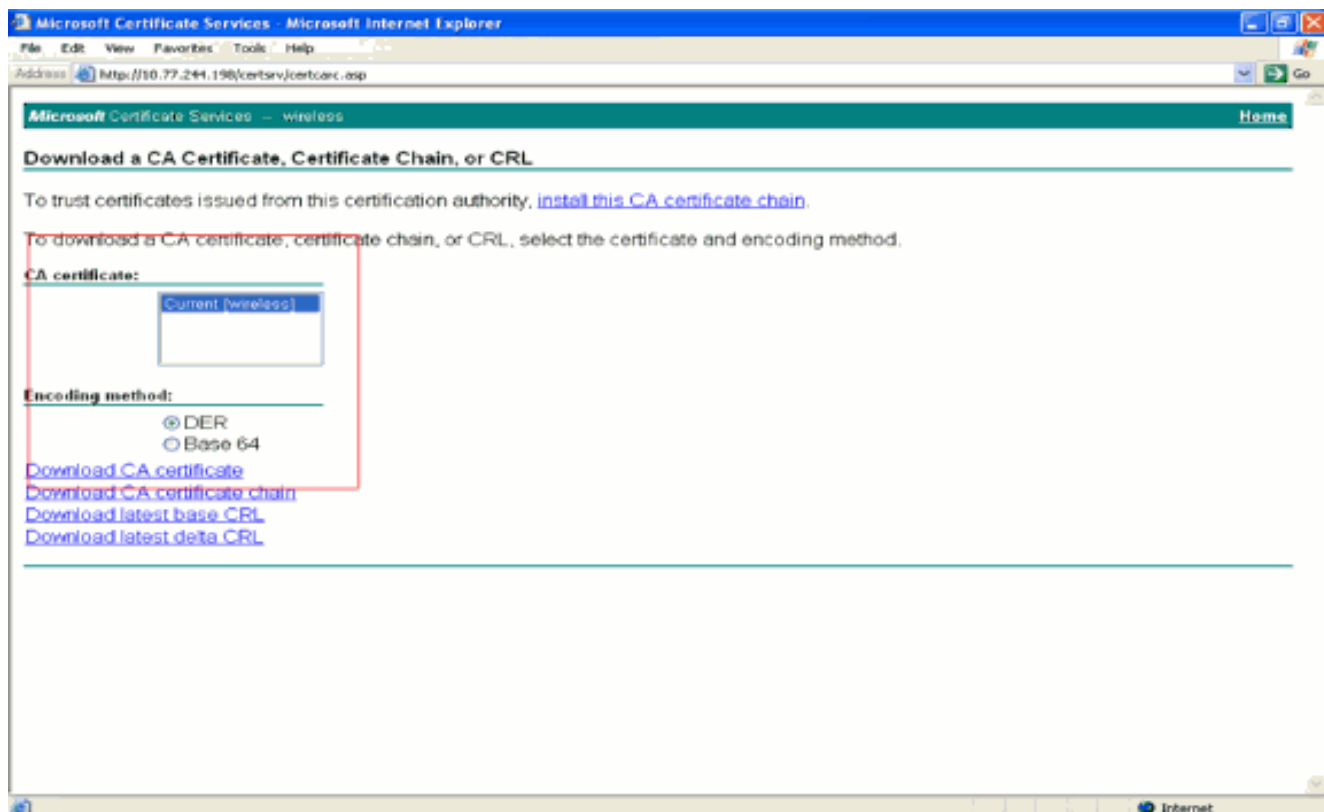 Microsoft Certificate Services - Microsoft Internet Explorer
File Edit View Favorites Tools Help
Address http://10.77.244.198/certsrv/certcarc.asp Go
Microsoft Certificate Services -- wireless Home
Download a CA Certificate, Certificate Chain, or CRL
To trust certificates issued from this certification authority, install this CA certificate chain.
To download a CA certificate, certificate chain, or CRL, select the certificate and encoding method.
CA certificate:
Current [wireless]
Encoding method:
DER
Base 64
Download CA certificate
Download CA certificate chain
Download latest base CRL
Download latest delta CRL
Internet